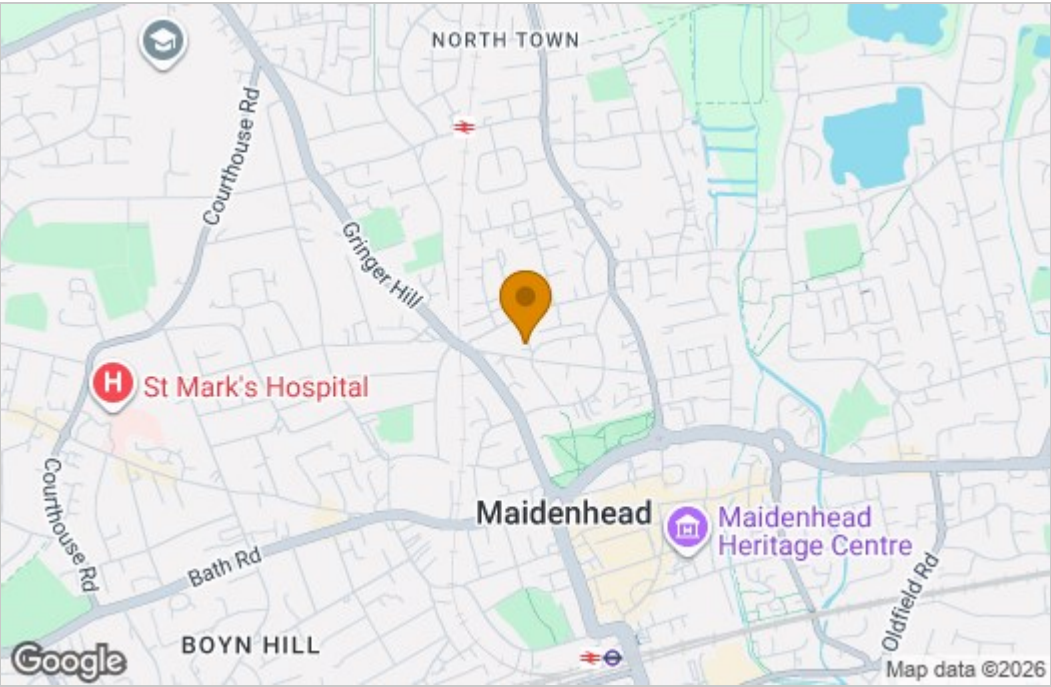 NORTH TOWN
Courthouse Rd
Gringer Hill
H
St Mark's Hospital
Courthouse Rd
Maidenhead
Maidenhead
Heritage Centre
Bath Rd
Oldfield Rd
BOYN HILL
Google
Map data ©2026